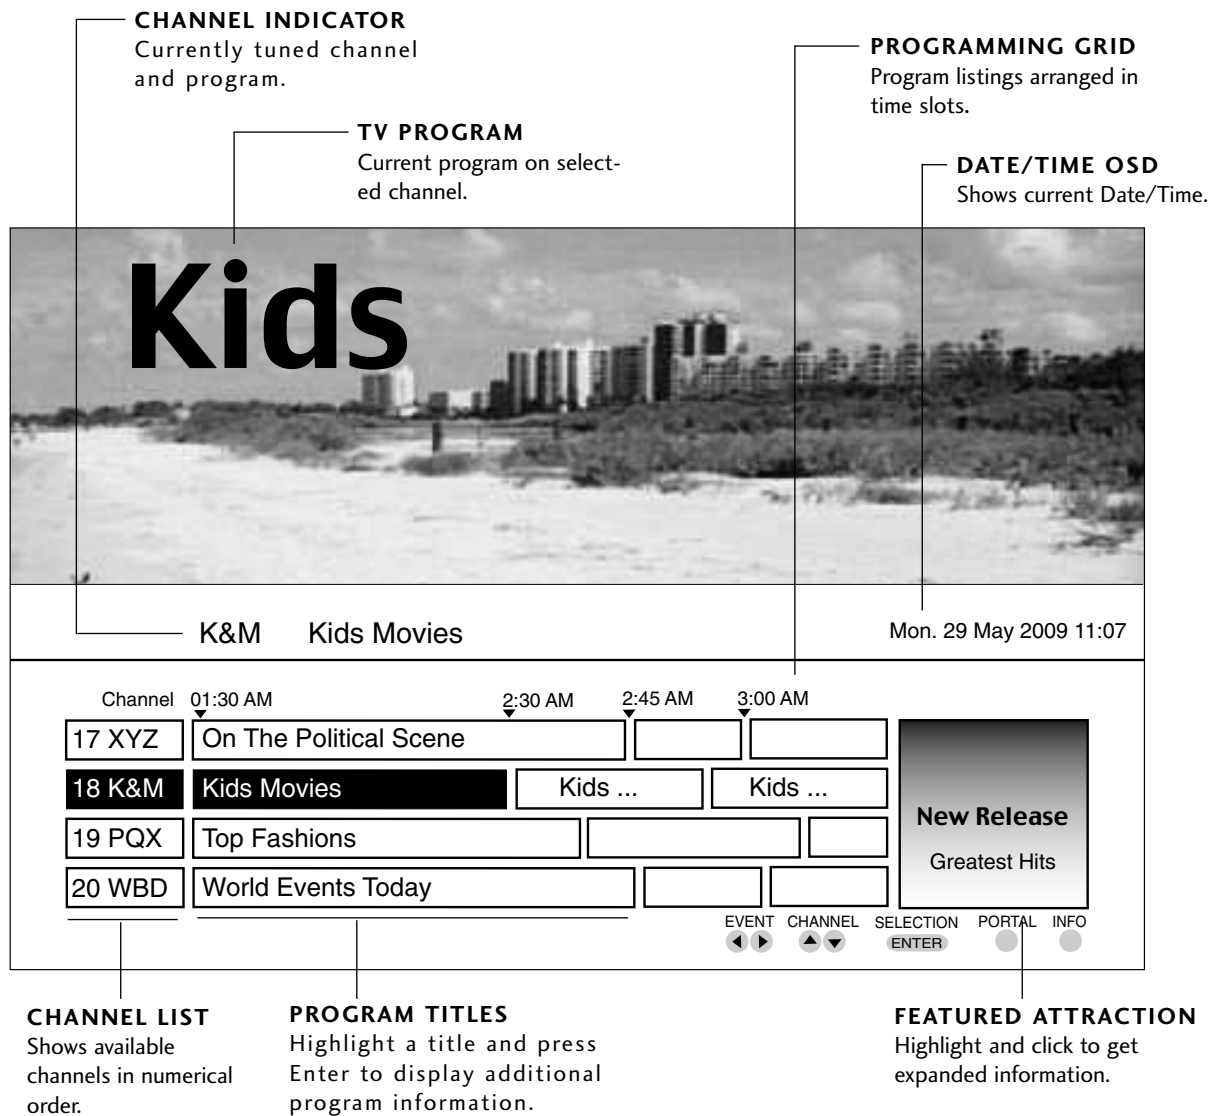 CHANNEL INDICATOR
Currently tuned channel
and program.
PROGRAMMING GRID
Program listings arranged in
time slots.
TV PROGRAM
Current program on select-
ed channel.
DATE/TIME OSD
Shows current Date/Time.
Kids
K&M Kids Movies
Mon. 29 May 2009 11:07
Channel 01:30 AM 2:30 AM 2:45 AM 3:00 AM
17 XYZ On The Political Scene
18 K&M Kids Movies Kids ... Kids ...
19 PQX Top Fashions
20 WBD World Events Today
New Release
Greatest Hits
EVENT CHANNEL SELECTION PORTAL INFO
ENTER
CHANNEL LIST
Shows available
channels in numerical
order.
PROGRAM TITLES
Highlight a title and press
Enter to display additional
program information.
FEATURED ATTRACTION
Highlight and click to get
expanded information.